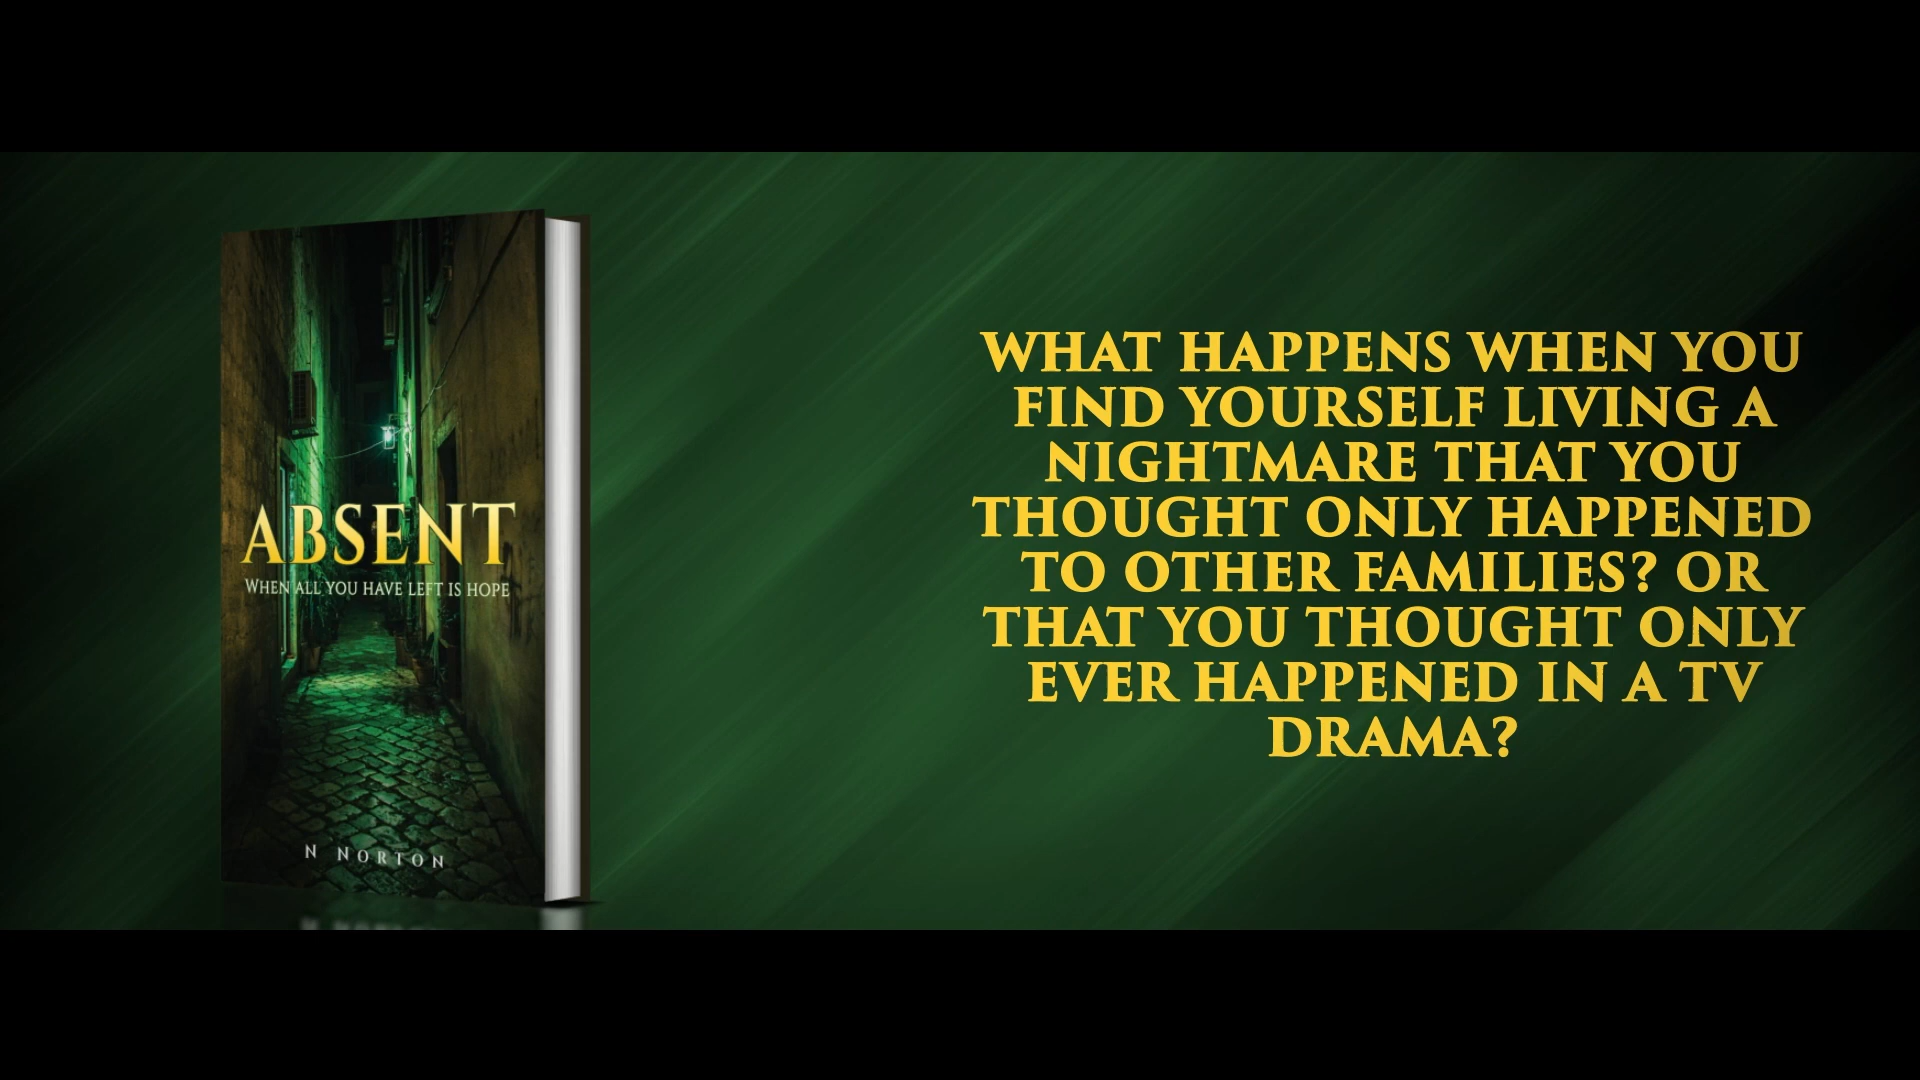 ABSENT
WHEN ALL YOU HAVE LEFT IS HOPE
N NORTON
WHAT HAPPENS WHEN YOU
FIND YOURSELF LIVING A
NIGHTMARE THAT YOU
THOUGHT ONLY HAPPENED
TO OTHER FAMILIES? OR
THAT YOU THOUGHT ONLY
EVER HAPPENED IN A TV
DRAMA?